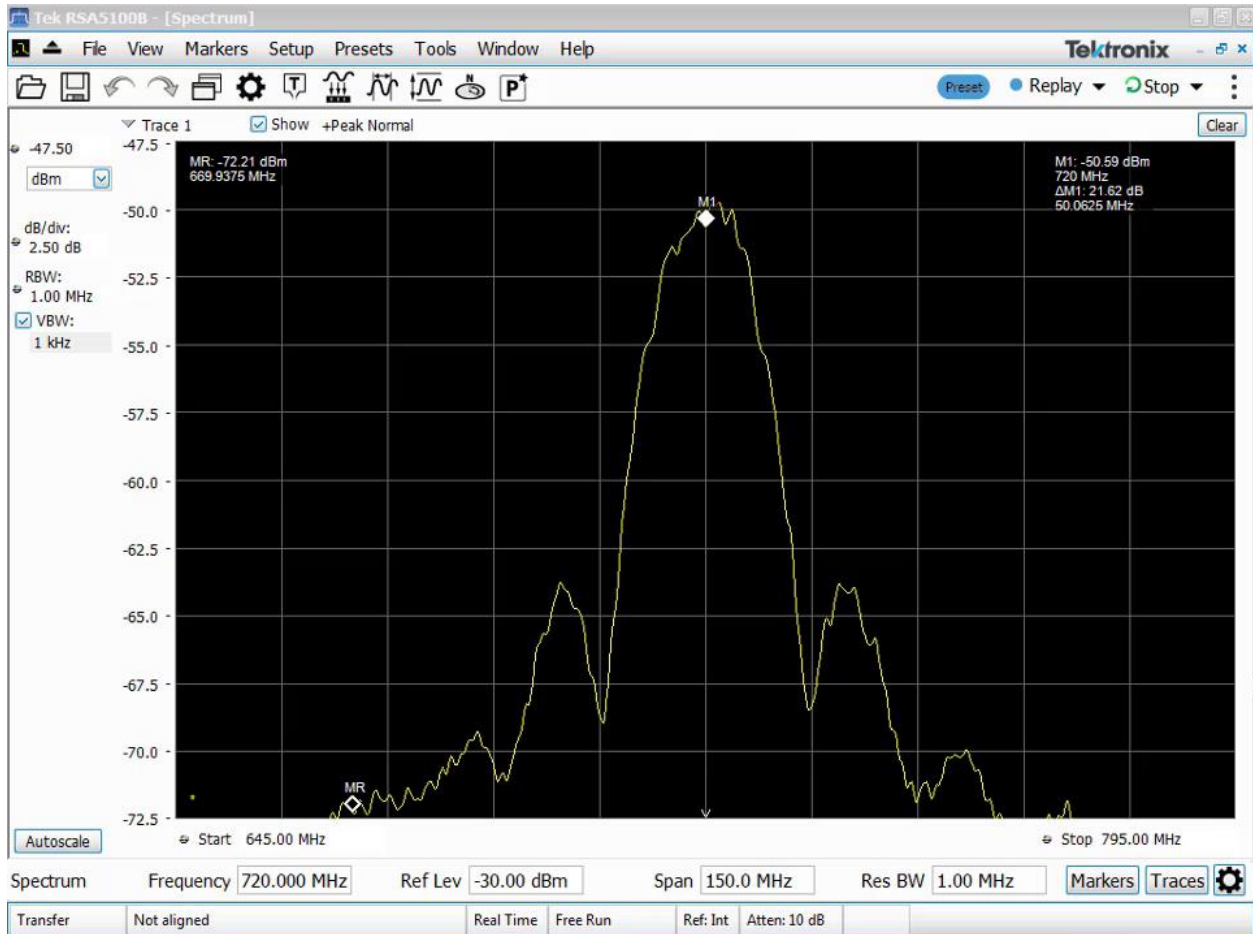 Tek RSA5100B - [Spectrum]
File View Markers Setup Presets Tools Window Help Tektronix
T N P Preset Replay Stop
Trace 1 Show +Peak Normal Clear
-47.50
dBm
dB/div:
2.50 dB
RBW:
1.00 MHz
VBW:
1 kHz
-47.5
-50.0
-52.5
-55.0
-57.5
-60.0
-62.5
-65.0
-67.5
-70.0
-72.5
MR: -72.21 dBm
669.9375 MHz
M1: -50.59 dBm
720 MHz
ΔM1: 21.62 dB
50.0625 MHz
M1
MR
Autoscale Start 645.00 MHz Stop 795.00 MHz
Spectrum Frequency 720.000 MHz Ref Lev -30.00 dBm Span 150.0 MHz Res BW 1.00 MHz Markers Traces
Transfer Not aligned Real Time Free Run Ref: Int Atten: 10 dB